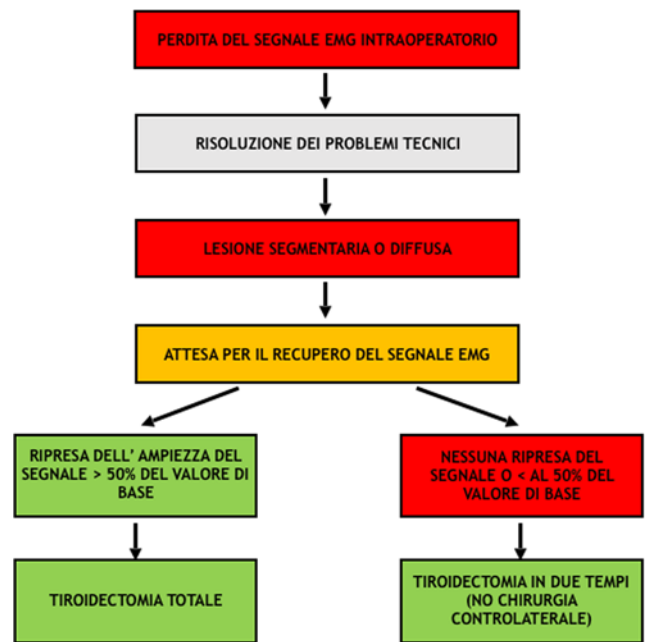 PERDITA DEL SEGNALE EMG INTRAOPERATORIO
RISOLUZIONE DEI PROBLEMI TECNICI
LESIONE SEGMENTARIA O DIFFUSA
ATTESA PER IL RECUPERO DEL SEGNALE EMG
RIPRESA DELL' AMPIEZZA DEL
SEGNALE > 50% DEL VALORE DI
BASE
NESSUNA RIPRESA DEL
SEGNALE O < AL 50% DEL
VALORE DI BASE
TIROIDECTOMIA TOTALE
TIROIDECTOMIA IN DUE TEMPI
(NO CHIRURGIA
CONTROLATERALE)